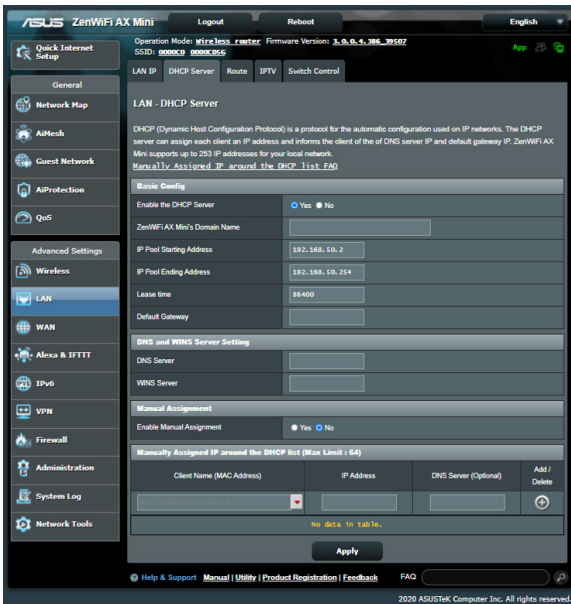 ASUS ZenWiFi AX Mini Logout Reboot English
Quick Internet Setup
Operation Mode: Wireless router Firmware Version: 3.0.0.4.386_39507
SSID: 0000C0 0000C056
App
LAN IP DHCP Server Route IPTV Switch Control
General
Network Map
AiMesh
Guest Network
AiProtection
QoS
Advanced Settings
Wireless
LAN
WAN
Alexa & IFTTT
IPv6
VPN
Firewall
Administration
System Log
Network Tools
LAN - DHCP Server
DHCP (Dynamic Host Configuration Protocol) is a protocol for the automatic configuration used on IP networks. The DHCP
server can assign each client an IP address and informs the client of the of DNS server IP and default gateway IP. ZenWiFi AX
Mini supports up to 253 IP addresses for your local network.
Manually Assigned IP around the DHCP list FAQ
Basic Config
Enable the DHCP Server Yes No
ZenWiFi AX Mini's Domain Name
IP Pool Starting Address 192.168.50.2
IP Pool Ending Address 192.168.50.254
Lease time 86400
Default Gateway
DNS and WINS Server Setting
DNS Server
WINS Server
Manual Assignment
Enable Manual Assignment Yes No
Manually Assigned IP around the DHCP list (Max Limit : 64)
Client Name (MAC Address) IP Address DNS Server (Optional) Add / Delete
No data in table.
Apply
Help & Support Manual | Utility | Product Registration | Feedback FAQ
2020 ASUSTeK Computer Inc. All rights reserved.